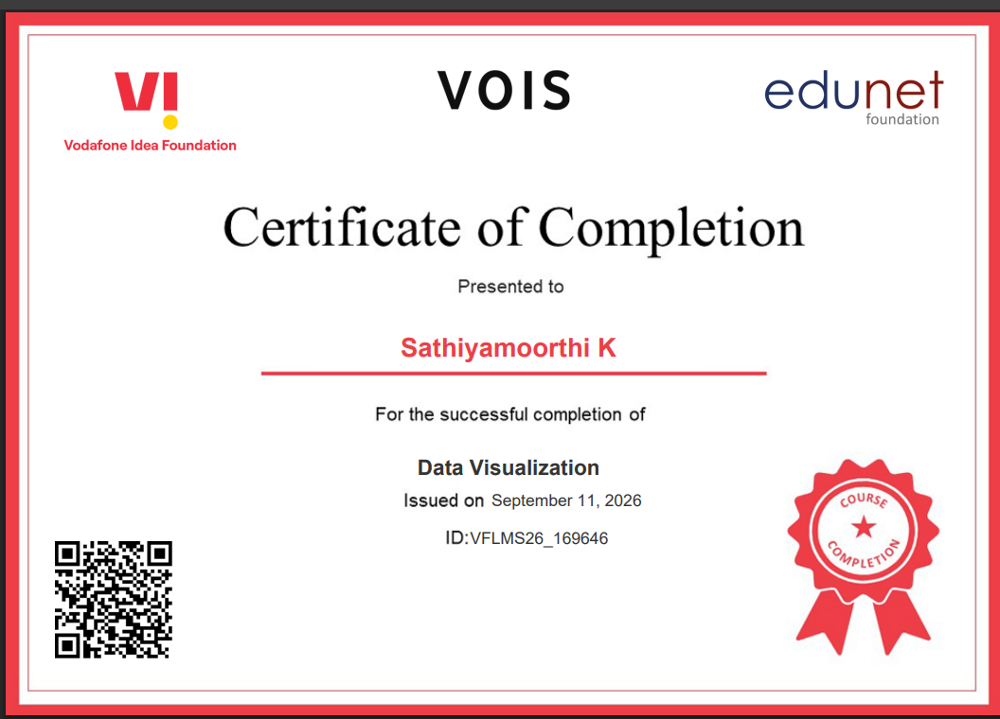 VI
Vodafone Idea Foundation
VOIS
edunet
foundation
Certificate of Completion
Presented to
Sathiyamoorthi K
For the successful completion of
Data Visualization
Issued on September 11, 2026
ID:VFLMS26_169646
COURSE
COMPLETION